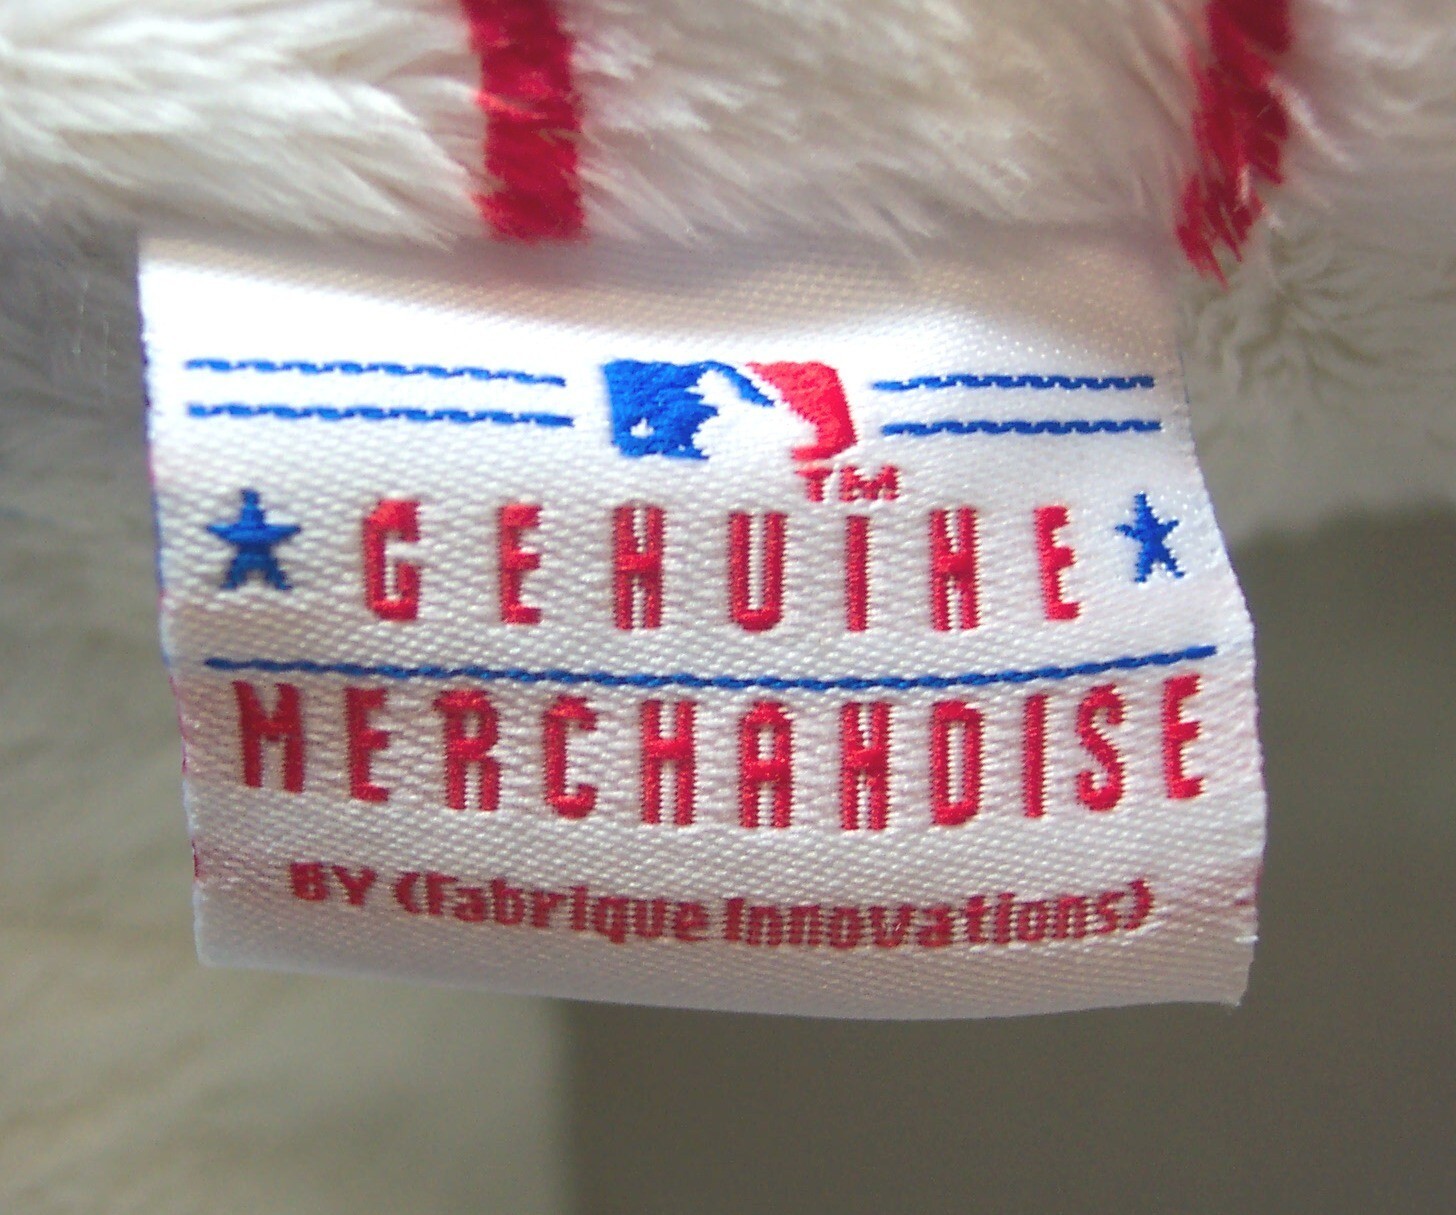 TM
GENUINE
MERCHANDISE
BY (Fabrique Innovations)